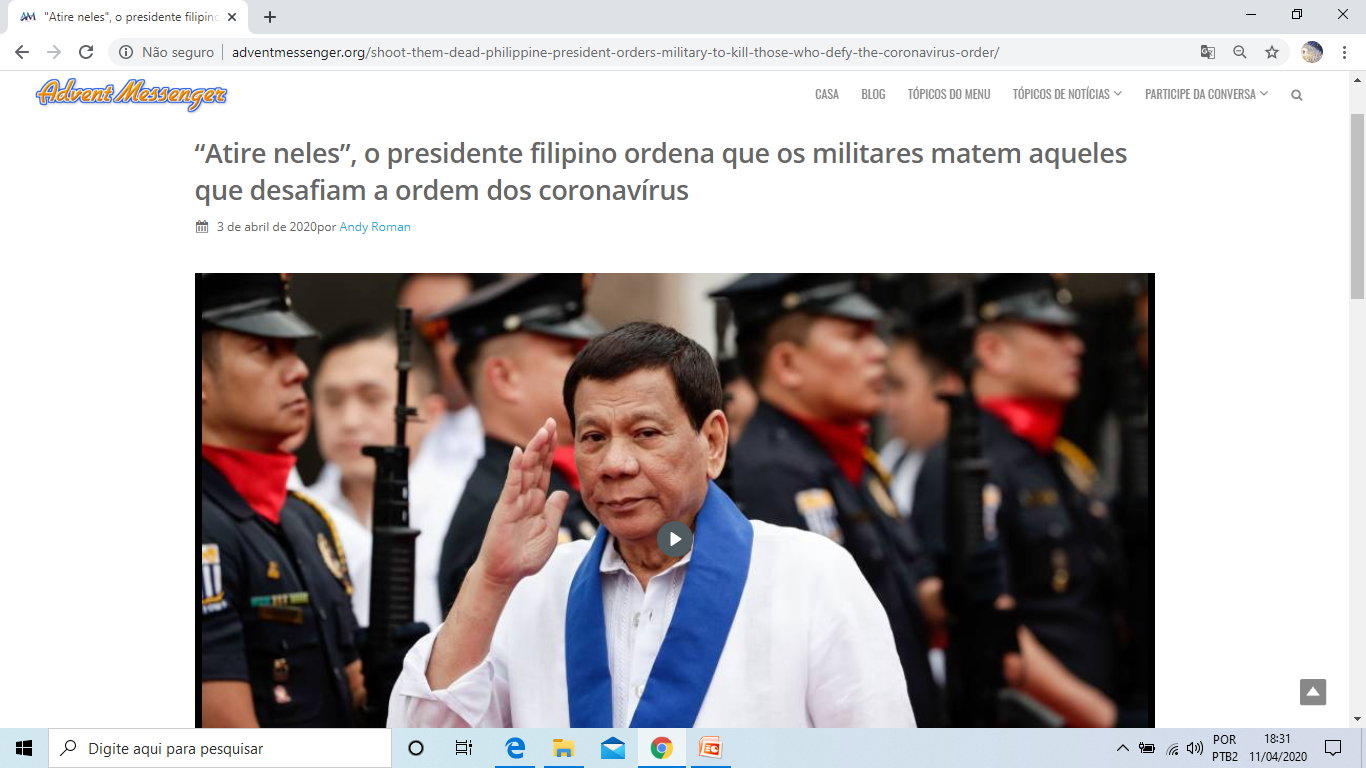 "Atire neles", o presidente filipino
Não seguro
adventmessenger.org/shoot-them-dead-philippine-president-orders-military-to-kill-those-who-defy-the-coronavirus-order/
Advent Messenger
CASA
BLOG
TÓPICOS DO MENU
TÓPICOS DE NOTÍCIAS
PARTICIPE DA CONVERSA
“Atire neles”, o presidente filipino ordena que os militares matem aqueles
que desafiam a ordem dos coronavírus
3 de abril de 2020por Andy Roman
Digite aqui para pesquisar
POR
PTB2
18:31
11/04/2020